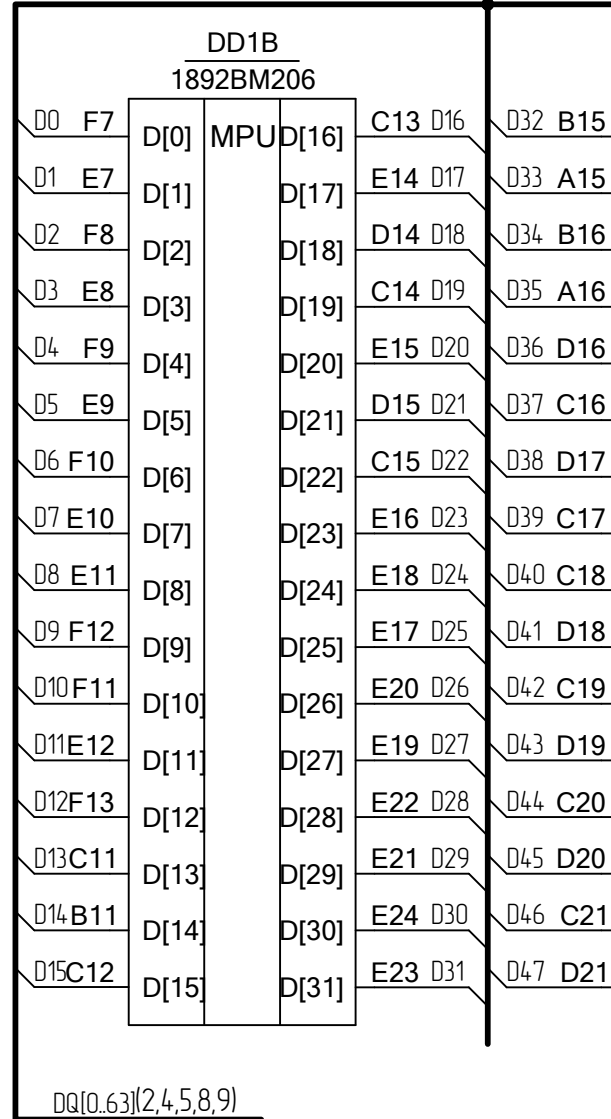 DD1B
1892ВМ206
D0 F7 D[0] MPU D[16] C13 D16 D32 B15
D1 E7 D[1] D[17] E14 D17 D33 A15
D2 F8 D[2] D[18] D14 D18 D34 B16
D3 E8 D[3] D[19] C14 D19 D35 A16
D4 F9 D[4] D[20] E15 D20 D36 D16
D5 E9 D[5] D[21] D15 D21 D37 C16
D6 F10 D[6] D[22] C15 D22 D38 D17
D7 E10 D[7] D[23] E16 D23 D39 C17
D8 E11 D[8] D[24] E18 D24 D40 C18
D9 F12 D[9] D[25] E17 D25 D41 D18
D10 F11 D[10] D[26] E20 D26 D42 C19
D11 E12 D[11] D[27] E19 D27 D43 D19
D12 F13 D[12] D[28] E22 D28 D44 C20
D13 C11 D[13] D[29] E21 D29 D45 D20
D14 B11 D[14] D[30] E24 D30 D46 C21
D15 C12 D[15] D[31] E23 D31 D47 D21
DQ[0..63](2,4,5,8,9)